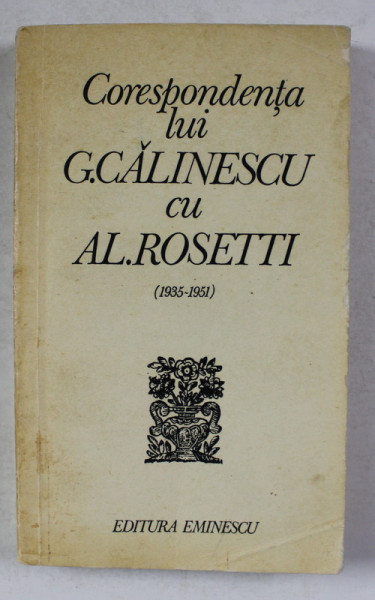 Corespondența
lui
G.CĂLINESCU
cu
AL.ROSETTI
(1935-1951)
EDITURA EMINESCU